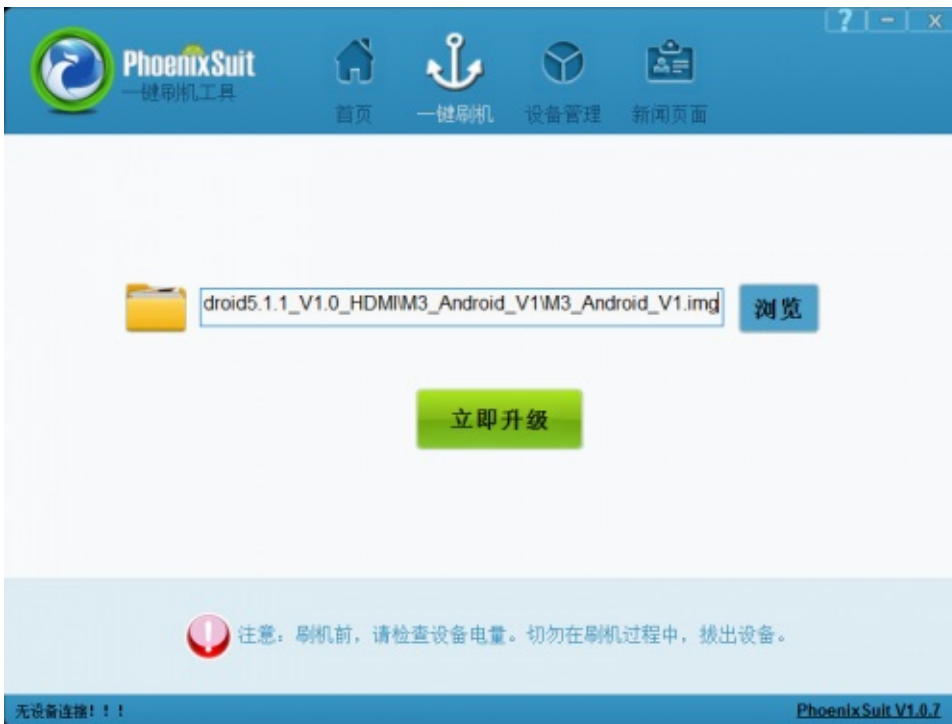 ? - x
PhoenixSuit
一键刷机工具
首页 一键刷机 设备管理 新闻页面
droid5.1.1_V1.0_HDMI\M3_Android_V1\M3_Android_V1.img
浏览
立即升级
注意：刷机前，请检查设备电量。切勿在刷机过程中，拔出设备。
无设备连接！！！
PhoenixSuit V1.0.7